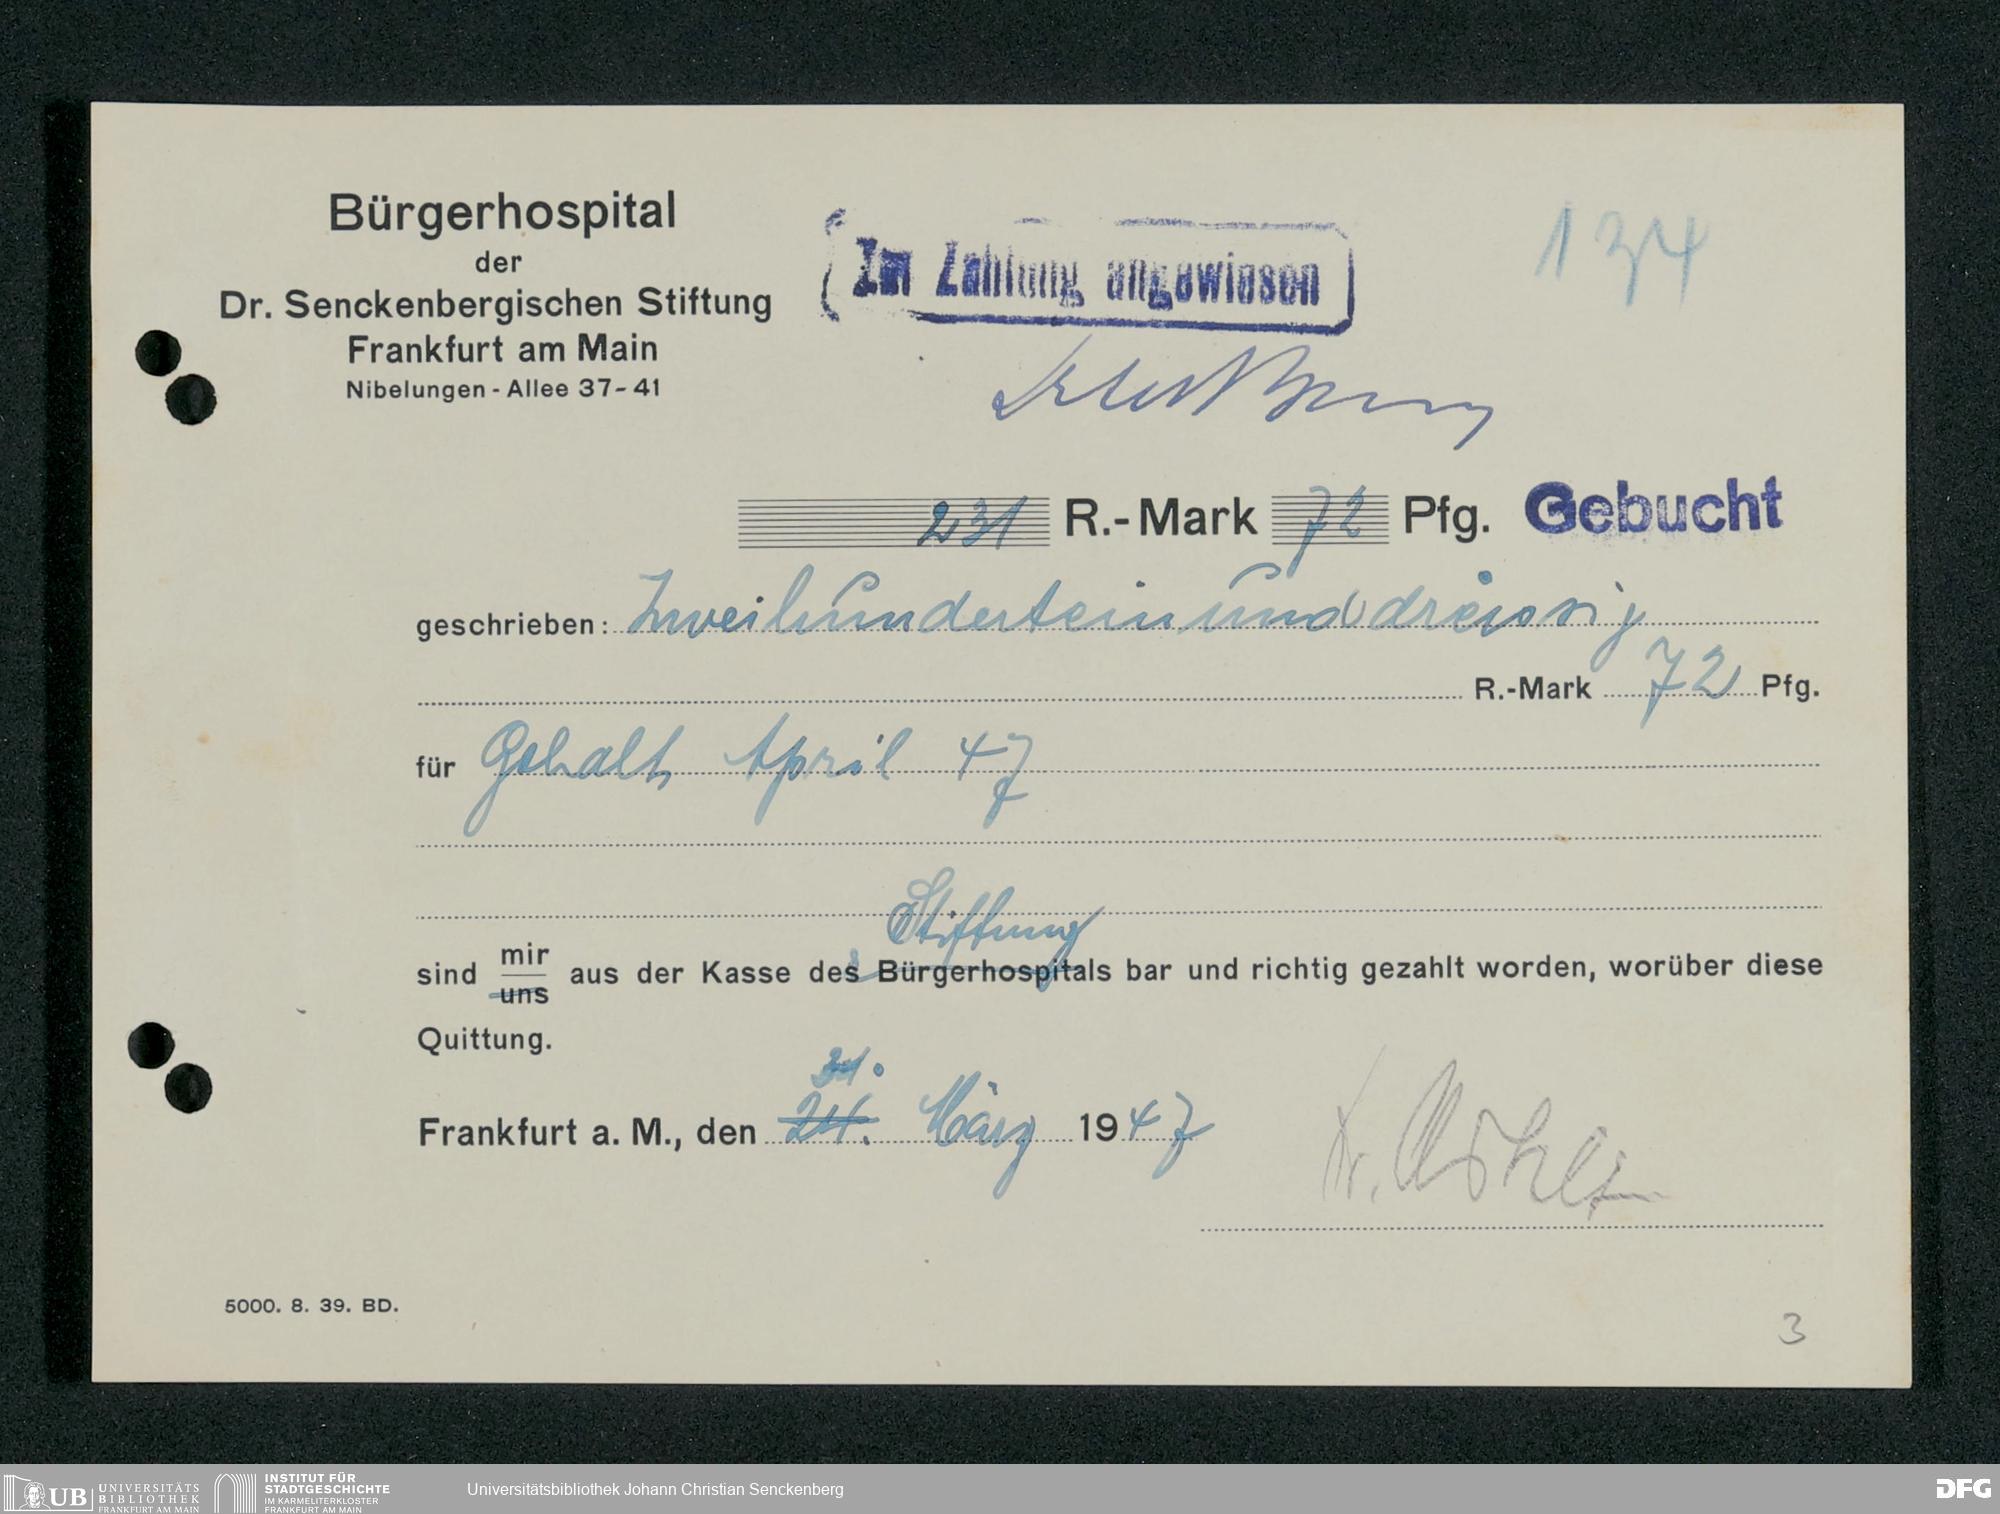 Bürgerhospital
der
Dr. Senckenbergischen Stiftung
Frankfurt am Main
Nibelungen - Allee 37-41
Zur Zahlung angewiesen
134
231 R.-Mark 72 Pfg. Gebucht
geschrieben: Zweihunderteinunddreissig
R.-Mark 72 Pfg.
für Gehalt April 47
Stiftung
sind mir aus der Kasse des Bürgerhospitals bar und richtig gezahlt worden, worüber diese
uns
Quittung.
31.
Frankfurt a. M., den 24. März 1947
Dr.
5000. 8. 39. BD.
3
UB UNIVERSITÄTS
BIBLIOTHEK
FRANKFURT AM MAIN
INSTITUT FÜR
STADTGESCHICHTE
IM KARMELITERKLOSTER
FRANKFURT AM MAIN
Universitätsbibliothek Johann Christian Senckenberg
DFG